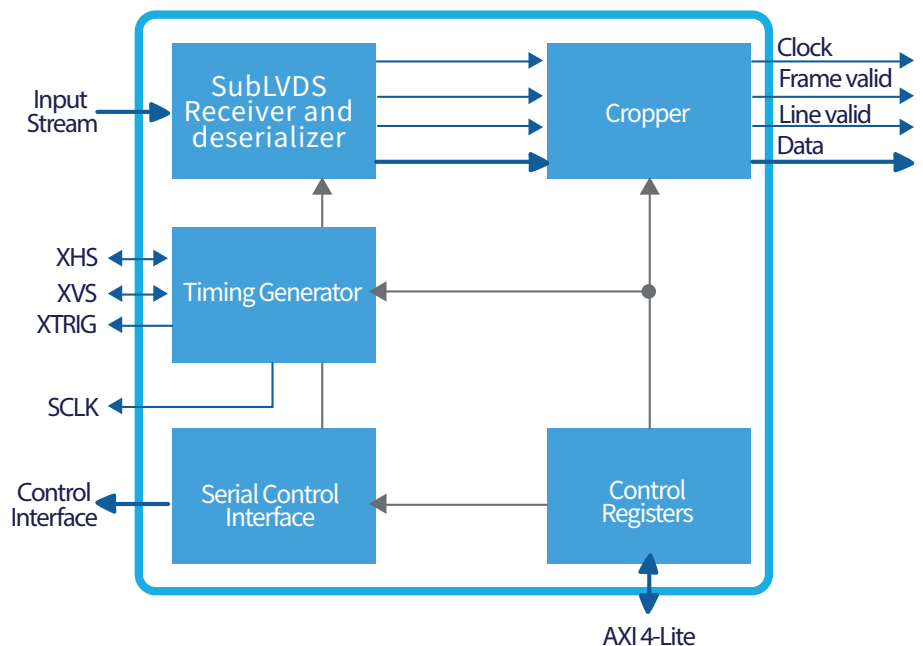 Input
Stream
SubLVDS
Receiver and
deserializer
Cropper
Clock
Frame valid
Line valid
Data
XHS
XVS
XTRIG
Timing Generator
SCLK
Control
Interface
Serial Control
Interface
Control
Registers
AXI 4-Lite